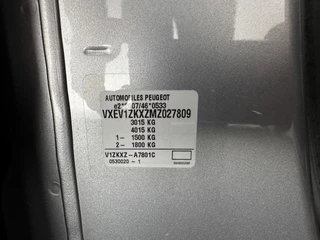 AUTOMOBILES PEUGEOT
e2*2007/46*0533
VXEV1ZKXZMZ027809
3015 KG
4015 KG
1- 1500 KG
2- 1800 KG
V1ZKXZ-A7801C
0530020-1